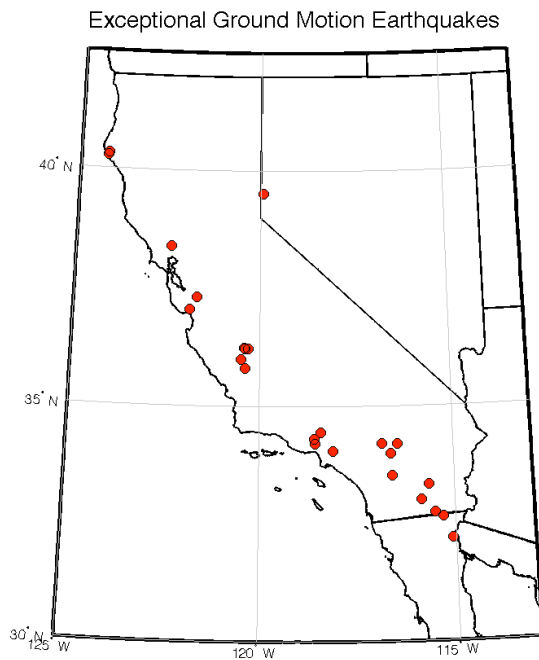 Exceptional Ground Motion Earthquakes
40° N
35° N
30° N
125° W
120° W
115° W